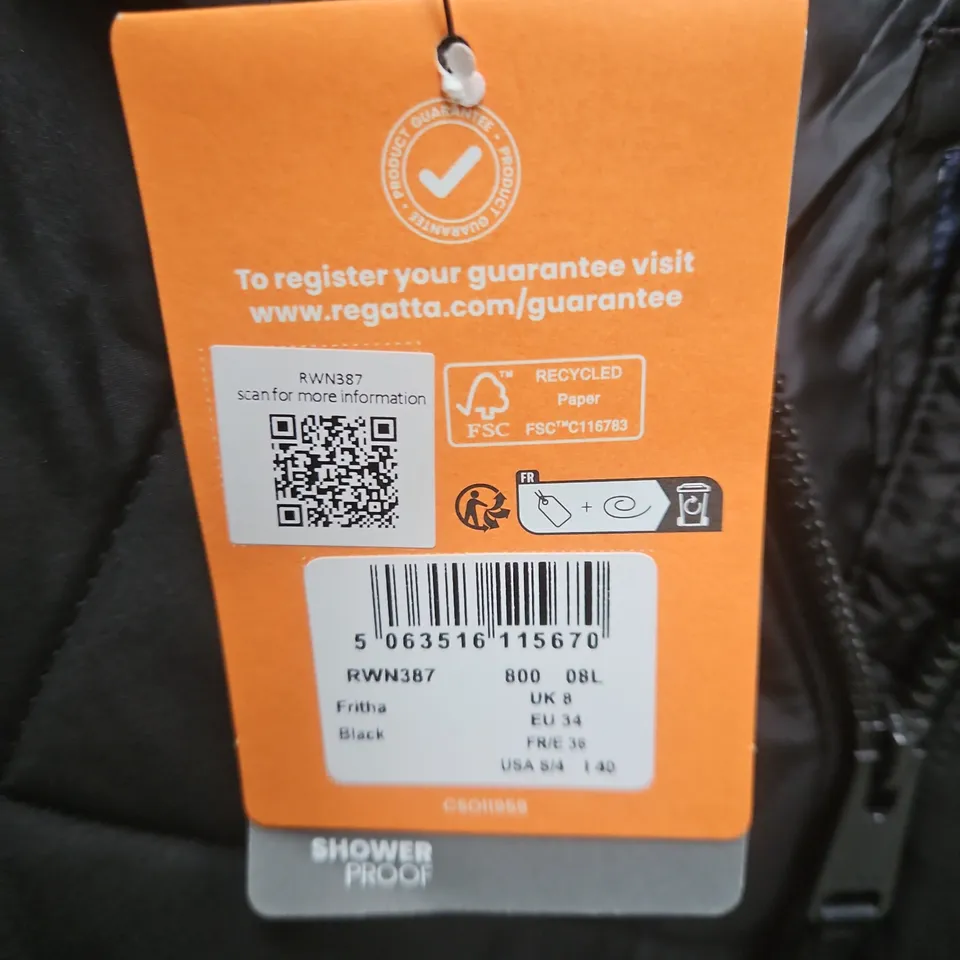 PRODUCT GUARANTEE • PRODUCT GUARANTEE •
To register your guarantee visit
www.regatta.com/guarantee
RWN387
scan for more information
FSC™
RECYCLED
Paper
FSC™C116783
FR
+
5 063516 115670
RWN387 800 08L
Fritha UK 8
Black EU 34
FR/E 36
USA S/4 I 40
SHOWER
PROOF